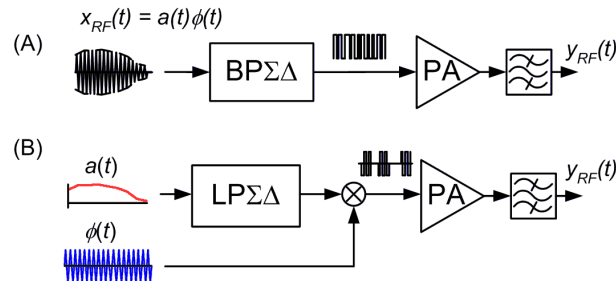 x_RF(t) = a(t)ϕ(t)
(A)
BPΣΔ
PA
y_RF(t)
(B)
a(t)
LPΣΔ
PA
y_RF(t)
ϕ(t)